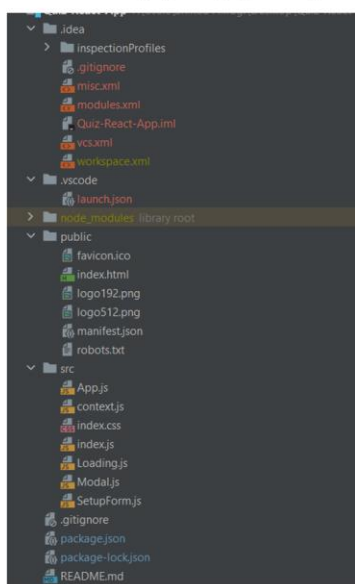 .idea
inspectionProfiles
.gitignore
misc.xml
modules.xml
Quiz-React-App.iml
vcs.xml
workspace.xml
.vscode
launch.json
node_modules library root
public
favicon.ico
index.html
logo192.png
logo512.png
manifest.json
robots.txt
src
App.js
context.js
index.css
index.js
Loading.js
Modal.js
SetupForm.js
.gitignore
package.json
package-lock.json
README.md